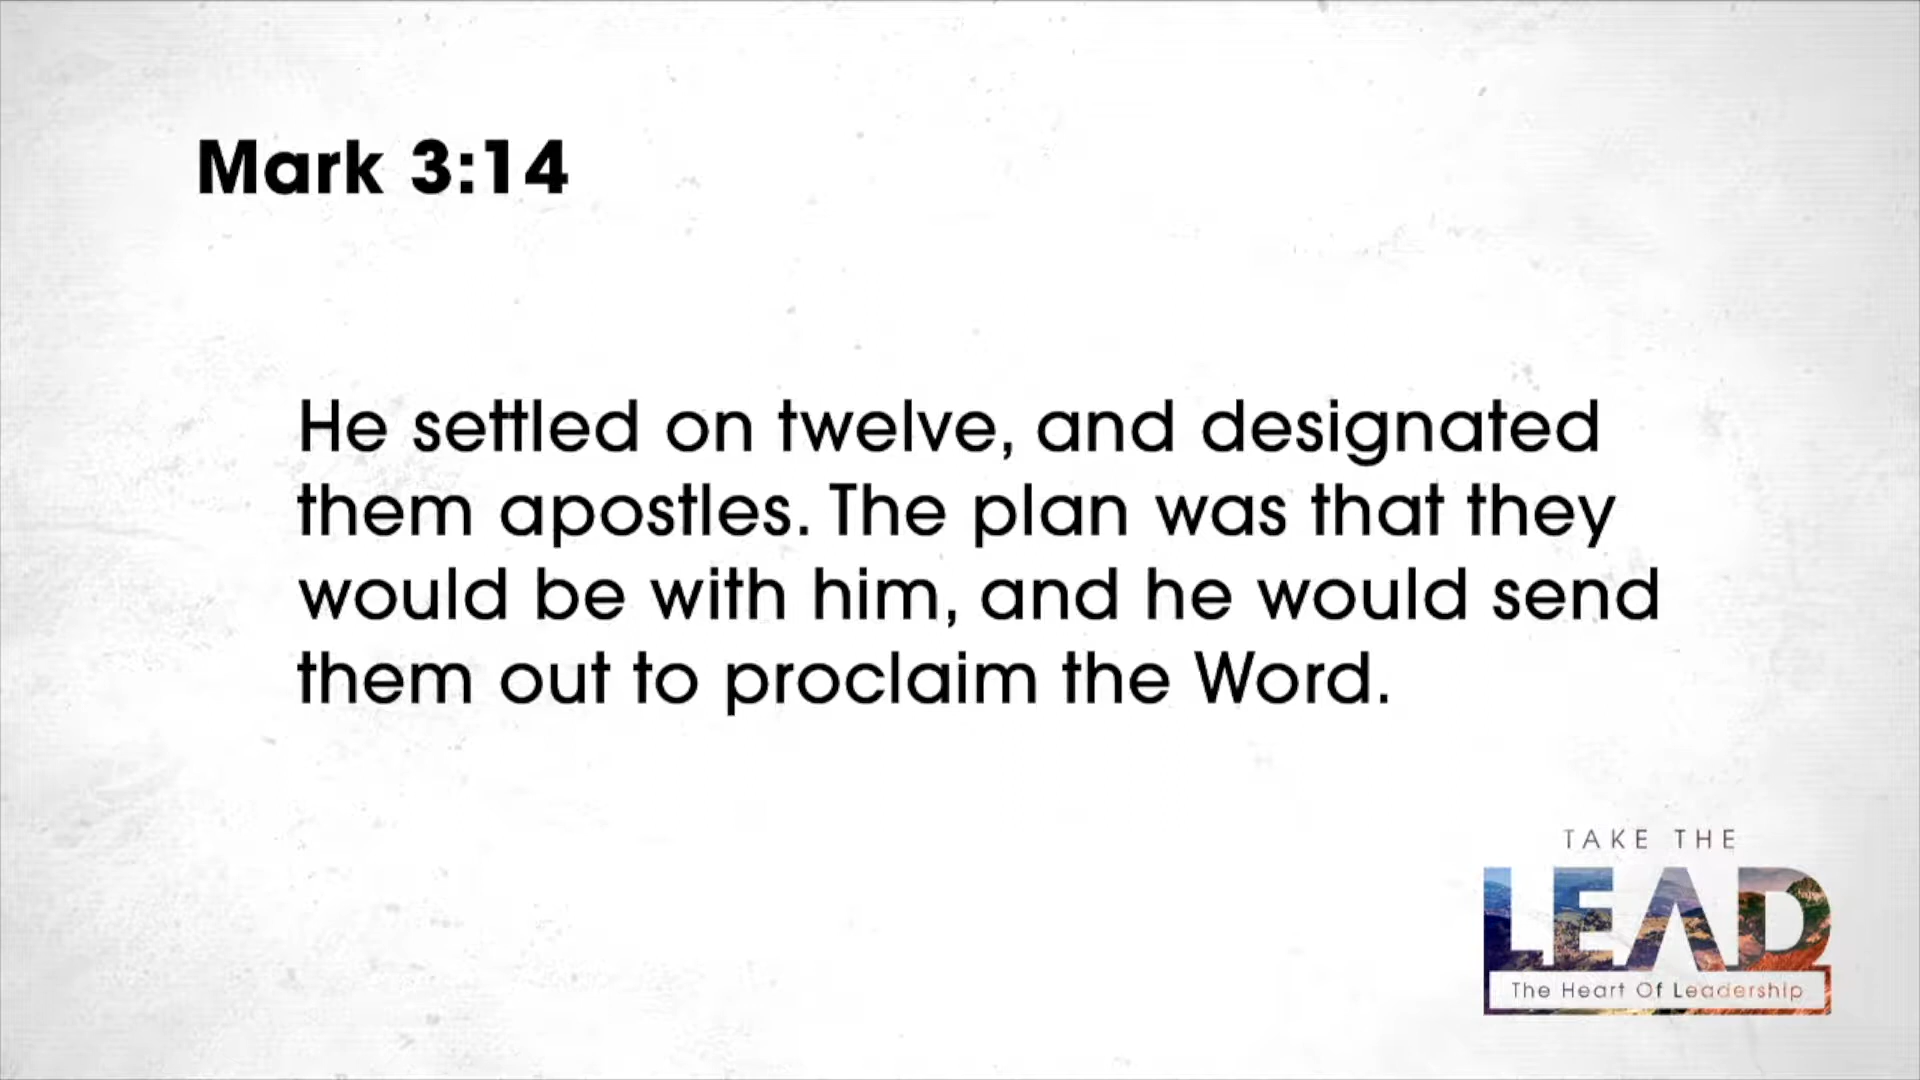 Mark 3:14
He settled on twelve, and designated
them apostles. The plan was that they
would be with him, and he would send
them out to proclaim the Word.
TAKE THE
LEAD
The Heart Of Leadership